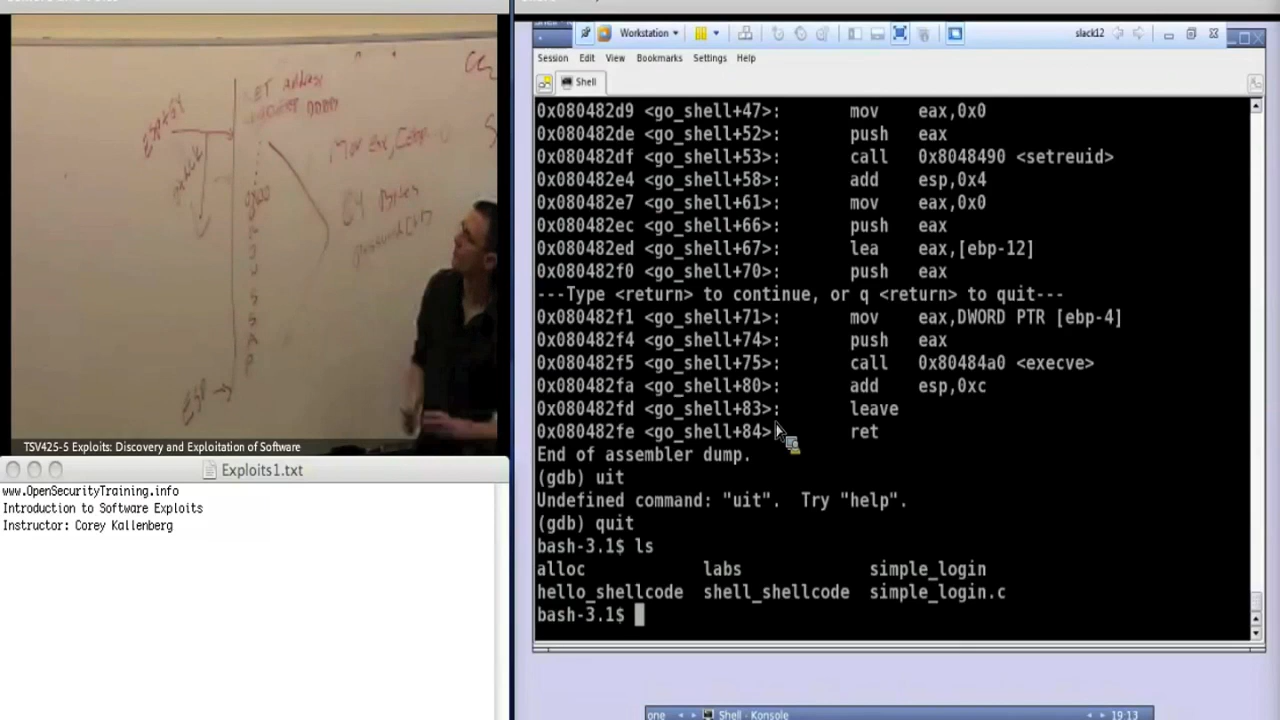 Workstation
slack12
Session Edit View Bookmarks Settings Help
Shell
0x080482d9 <go_shell+47>: mov eax,0x0
0x080482de <go_shell+52>: push eax
0x080482df <go_shell+53>: call 0x8048490 <setreuid>
0x080482e4 <go_shell+58>: add esp,0x4
0x080482e7 <go_shell+61>: mov eax,0x0
0x080482ec <go_shell+66>: push eax
0x080482ed <go_shell+67>: lea eax,[ebp-12]
0x080482f0 <go_shell+70>: push eax
---Type <return> to continue, or q <return> to quit---
0x080482f1 <go_shell+71>: mov eax,DWORD PTR [ebp-4]
0x080482f4 <go_shell+74>: push eax
0x080482f5 <go_shell+75>: call 0x80484a0 <execve>
0x080482fa <go_shell+80>: add esp,0xc
0x080482fd <go_shell+83>: leave
0x080482fe <go_shell+84>: ret
End of assembler dump.
(gdb) uit
Undefined command: "uit". Try "help".
(gdb) quit
bash-3.1$ ls
alloc labs simple_login
hello_shellcode shell_shellcode simple_login.c
bash-3.1$
one Shell - Konsole 19:13
64 Bytes
ESP
TSV425-5 Exploits: Discovery and Exploitation of Software
Exploits1.txt
www.OpenSecurityTraining.info
Introduction to Software Exploits
Instructor: Corey Kallenberg